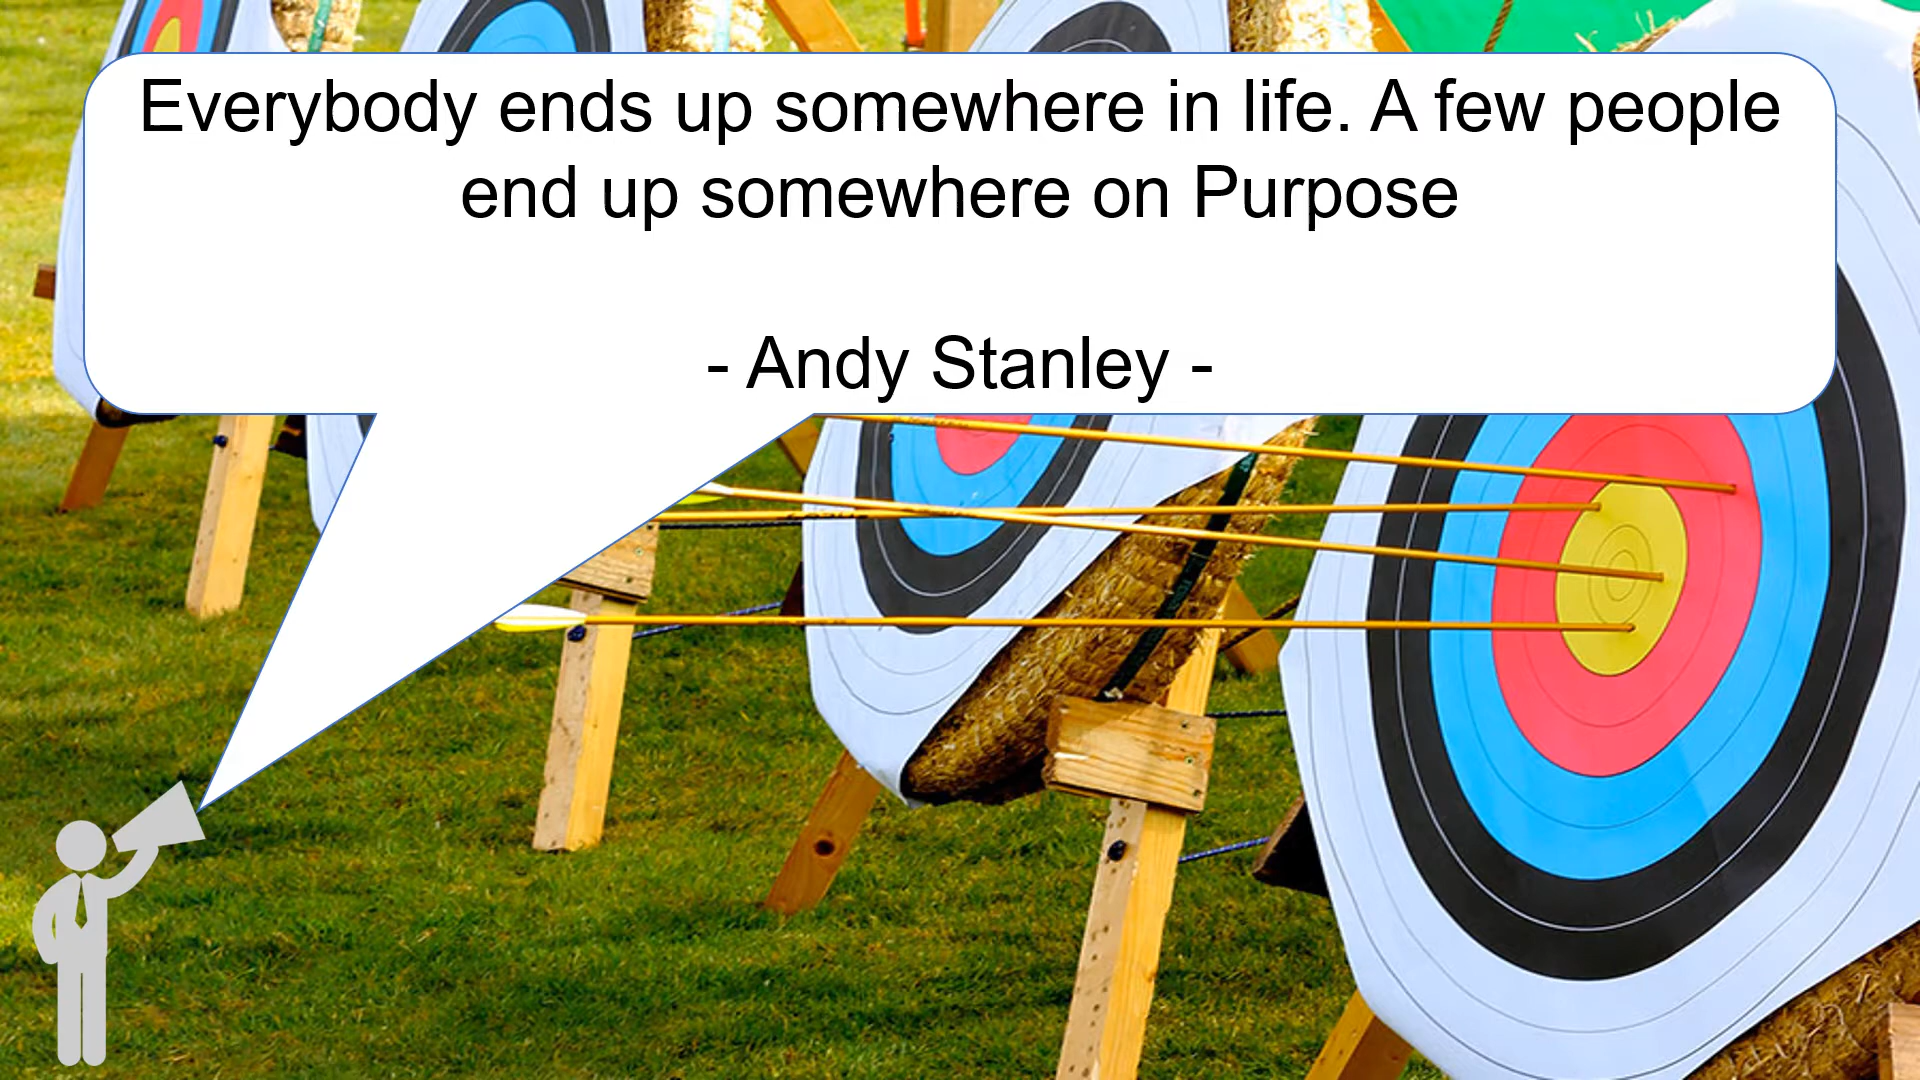 Everybody ends up somewhere in life. A few people
end up somewhere on Purpose
- Andy Stanley -